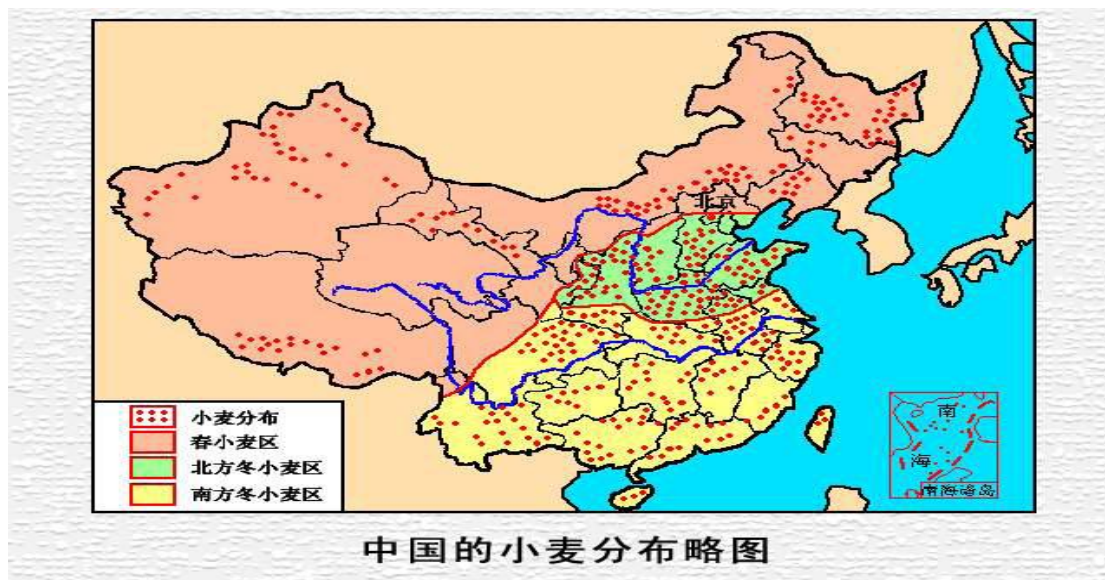 北京
小麦分布
春小麦区
北方冬小麦区
南方冬小麦区
南
海
南海诸岛
中国的小麦分布略图